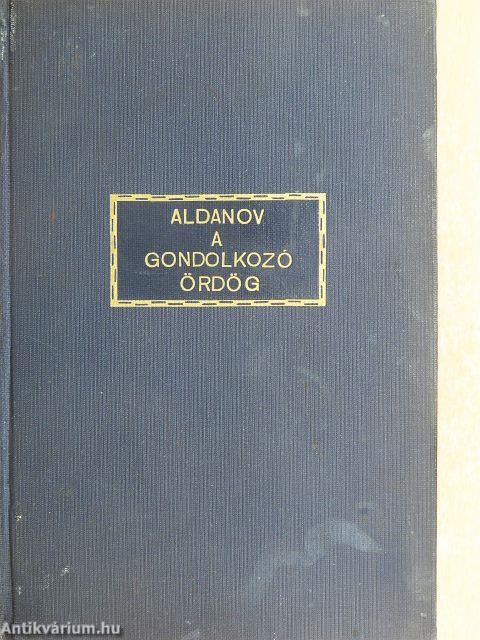 ALDANOV
A
GONDOLKOZÓ
ÖRDÖG
Antikvárium.hu